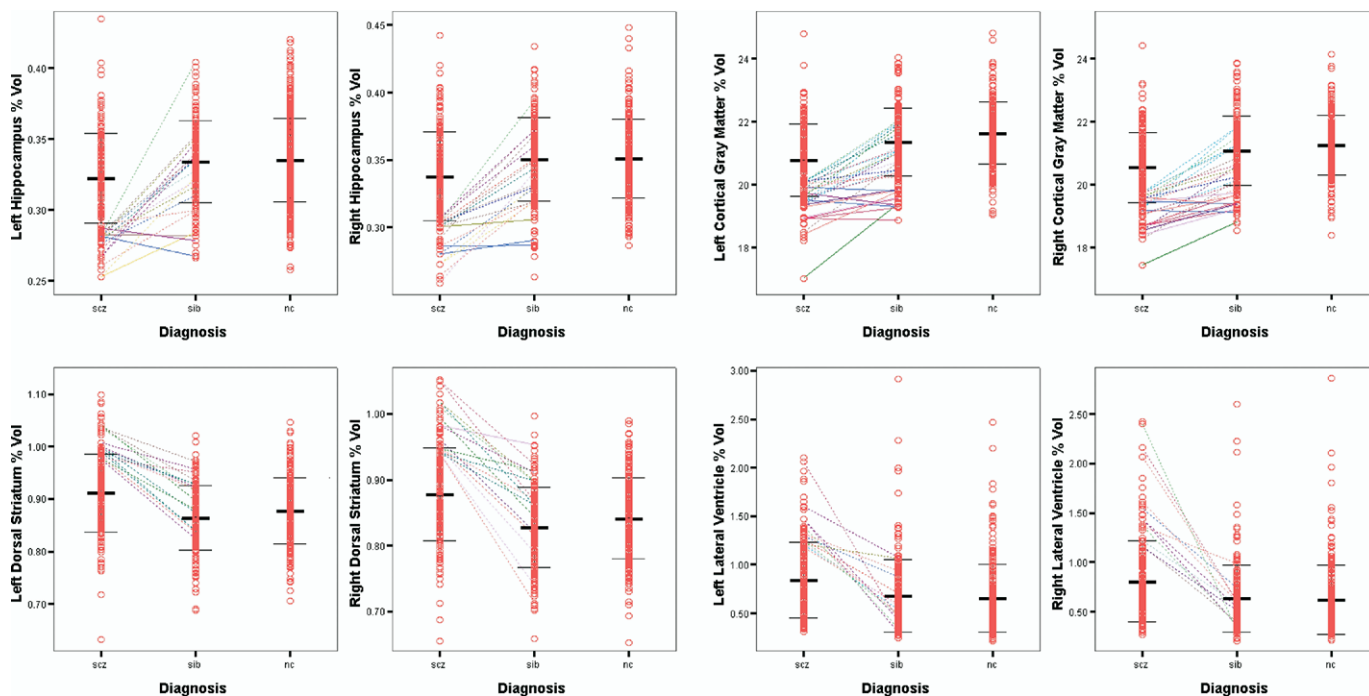 Left Hippocampus % Vol
0.40
0.35
0.30
0.25
scz sib nc
Diagnosis
Right Hippocampus % Vol
0.45
0.40
0.35
0.30
scz sib nc
Diagnosis
Left Cortical Gray Matter % Vol
24
22
20
18
scz sib nc
Diagnosis
Right Cortical Gray Matter % Vol
24
22
20
18
scz sib nc
Diagnosis
Left Dorsal Striatum % Vol
1.10
1.00
0.90
0.80
0.70
scz sib nc
Diagnosis
Right Dorsal Striatum % Vol
1.00
0.90
0.80
0.70
scz sib nc
Diagnosis
Left Lateral Ventricle % Vol
3.00
2.50
2.00
1.50
1.00
0.50
scz sib nc
Diagnosis
Right Lateral Ventricle % Vol
2.50
2.00
1.50
1.00
0.50
scz sib nc
Diagnosis